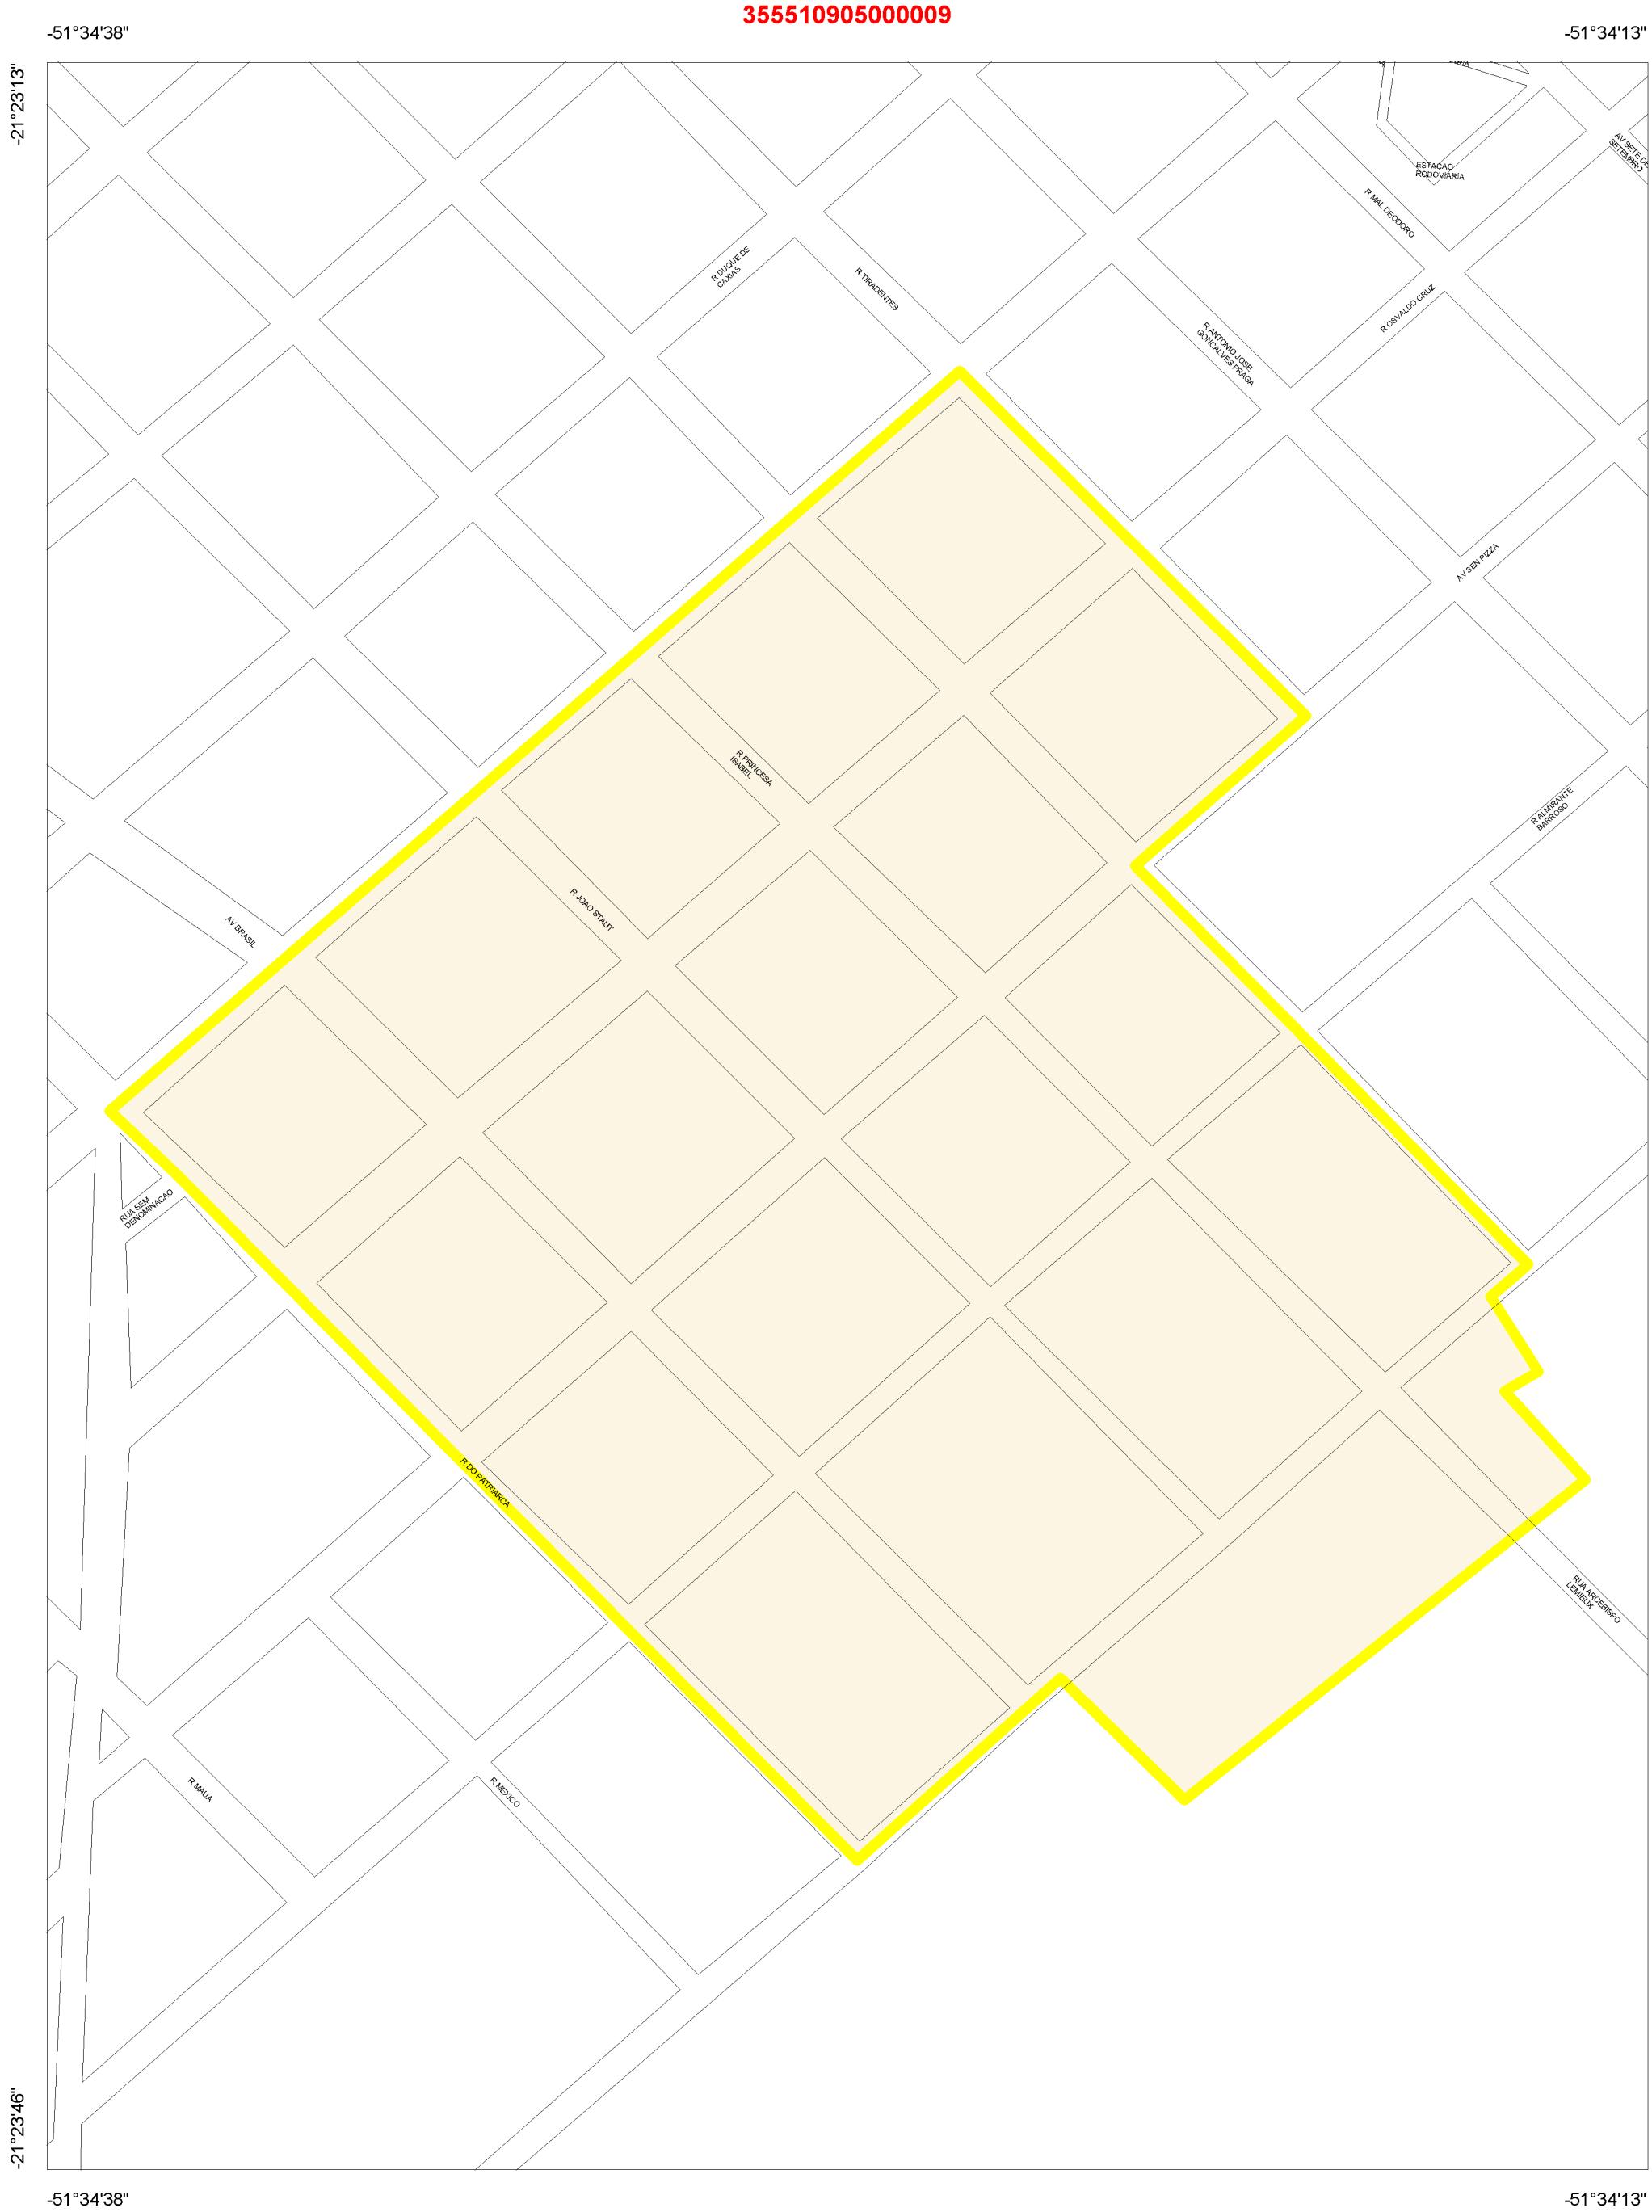 355510905000009
-51°34'38"
-51°34'13"
-21°23'13"
ESTACAO
RODOVIARIA
AV SETE DE
SETEMBRO
R MAL DEODORO
R DUQUE DE
CAXIAS
R TIRADENTES
R OSVALDO CRUZ
R ANTONIO JOSE
GONCALVES FRAGA
AV SEN PIZZA
R PRINCESA
ISABEL
R ALMIRANTE
BARROSO
R JOAO STAUT
AV BRASIL
RUA SEM
DENOMINACAO
R DO PATRIARCA
RUA ARCEBISPO
LEMIEUX
R MAUA
R MEXICO
-21°23'46"
-51°34'38"
-51°34'13"